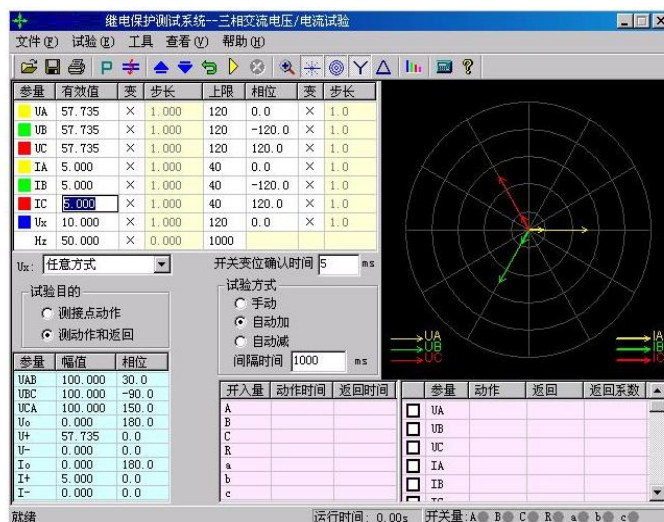 继电保护测试系统--三相交流电压/电流试验
文件(F) 试验(E) 工具 查看(V) 帮助(H)
参量 有效值 变 步长 上限 相位 变 步长
UA 57.735 × 1.000 120 0.0 × 1.0
UB 57.735 × 1.000 120 -120.0 × 1.0
UC 57.735 × 1.000 120 120.0 × 1.0
IA 5.000 × 1.000 40 0.0 × 1.0
IB 5.000 × 1.000 40 -120.0 × 1.0
IC 5.000 × 1.000 40 120.0 × 1.0
Ux 10.000 × 1.000 120 0.0 × 1.0
Hz 50.000 × 0.000 1000
Ux: 任意方式
开关变位确认时间 5 ms
试验目的
测接点动作
测动作和返回
试验方式
手动
自动加
自动减
间隔时间 1000 ms
UA
UB
UC
IA
IB
IC
参量 幅值 相位
UAB 100.000 30.0
UBC 100.000 -90.0
UCA 100.000 150.0
Uo 0.000 180.0
U+ 57.735 0.0
U- 0.000 0.0
Io 0.000 180.0
I+ 5.000 0.0
I- 0.000 0.0
开入量 动作时间 返回时间
A
B
C
R
a
b
c
参量 动作 返回 返回系数
UA
UB
UC
IA
IB
IC
就绪
运行时间: 0.00s
开关量:A B C R a b c